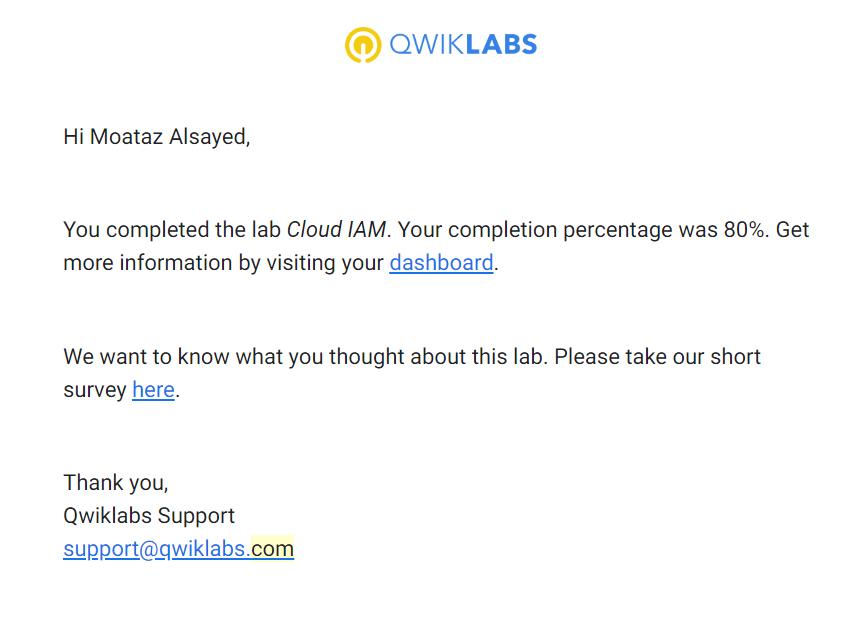 QWIKLABS
Hi Moataz Alsayed,
You completed the lab Cloud IAM. Your completion percentage was 80%. Get
more information by visiting your dashboard.
We want to know what you thought about this lab. Please take our short
survey here.
Thank you,
Qwiklabs Support
support@qwiklabs.com